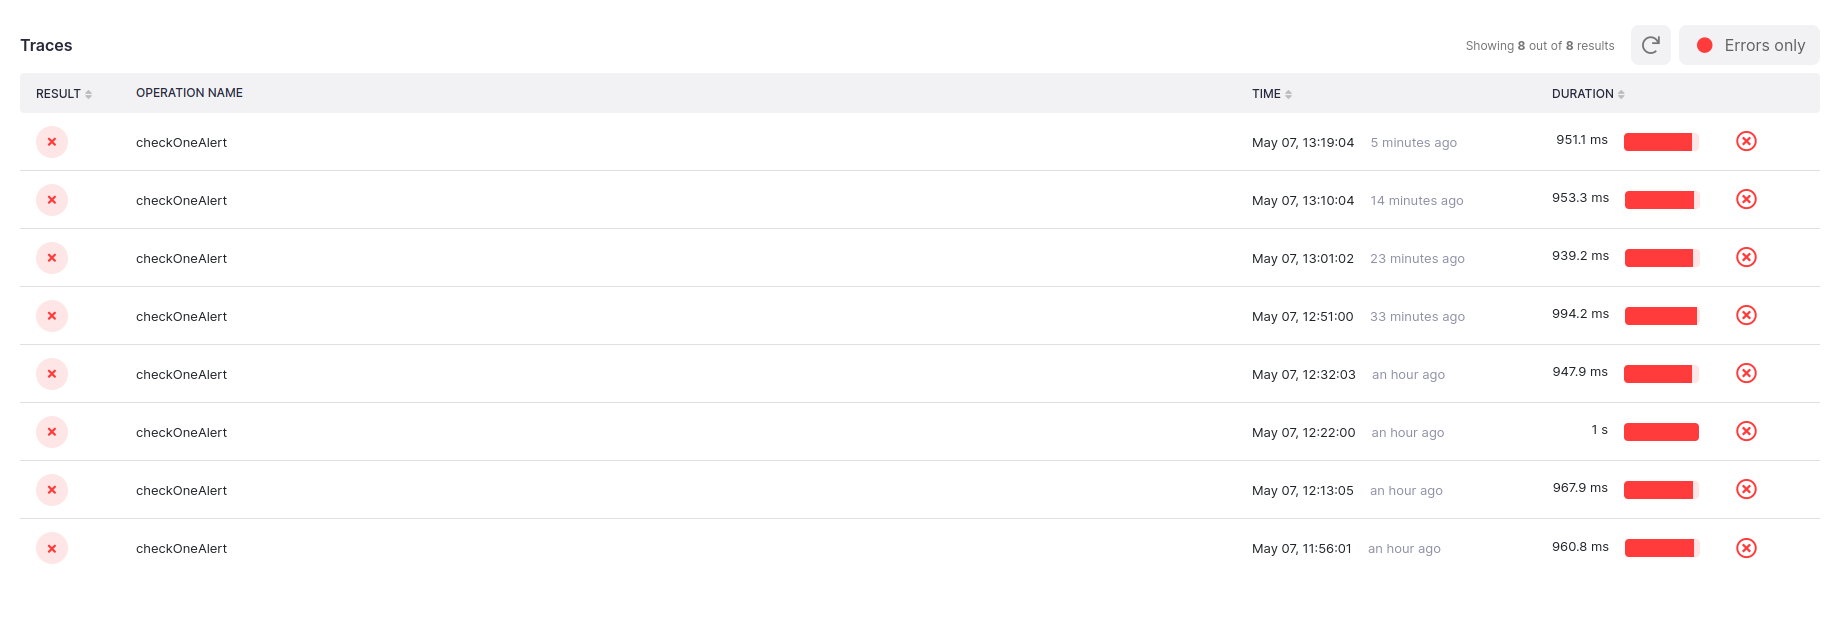 Traces
Showing 8 out of 8 results
Errors only
RESULT OPERATION NAME TIME DURATION
checkOneAlert May 07, 13:19:04 5 minutes ago 951.1 ms
checkOneAlert May 07, 13:10:04 14 minutes ago 953.3 ms
checkOneAlert May 07, 13:01:02 23 minutes ago 939.2 ms
checkOneAlert May 07, 12:51:00 33 minutes ago 994.2 ms
checkOneAlert May 07, 12:32:03 an hour ago 947.9 ms
checkOneAlert May 07, 12:22:00 an hour ago 1 s
checkOneAlert May 07, 12:13:05 an hour ago 967.9 ms
checkOneAlert May 07, 11:56:01 an hour ago 960.8 ms